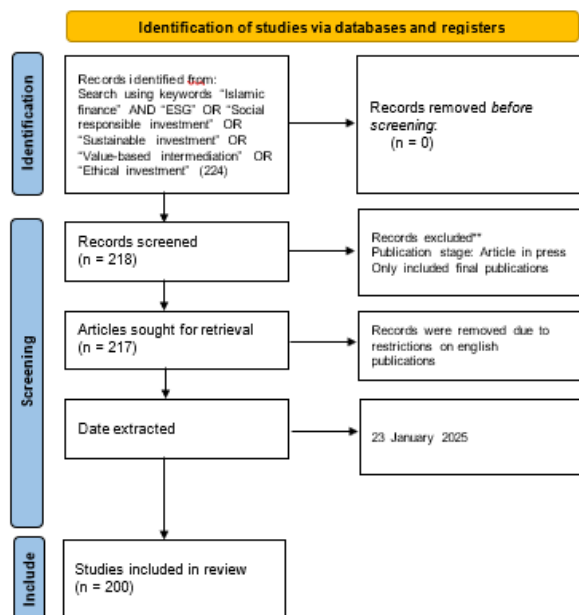 Identification of studies via databases and registers
Identification
Records identified from:
Search using keywords "Islamic
finance" AND "ESG" OR "Social
responsible investment" OR
"Sustainable investment" OR
"Value-based intermediation" OR
"Ethical investment" (224)
Records removed before
screening:
(n = 0)
Screening
Records screened
(n = 218)
Records excluded**
Publication stage: Article in press
Only included final publications
Articles sought for retrieval
(n = 217)
Records were removed due to
restrictions on english
publications
Date extracted
23 January 2025
Include
Studies included in review
(n = 200)